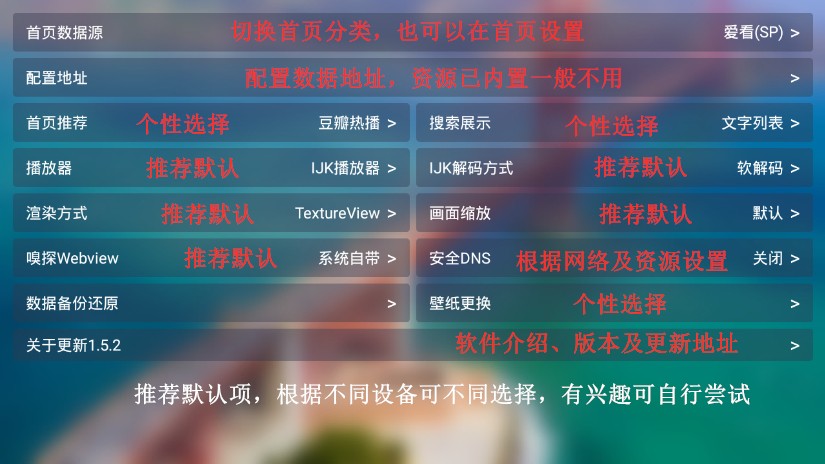 首页数据源 切换首页分类，也可以在首页设置 爱看(SP) >
配置地址 配置数据地址，资源已内置一般不用 >
首页推荐 个性选择 豆瓣热播 > 搜索展示 个性选择 文字列表 >
播放器 推荐默认 IJK播放器 > IJK解码方式 推荐默认 软解码 >
渲染方式 推荐默认 TextureView > 画面缩放 推荐默认 默认 >
嗅探Webview 推荐默认 系统自带 > 安全DNS 根据网络及资源设置 关闭 >
数据备份还原 > 壁纸更换 个性选择 >
关于更新1.5.2 软件介绍、版本及更新地址 >
推荐默认项，根据不同设备可不同选择，有兴趣可自行尝试